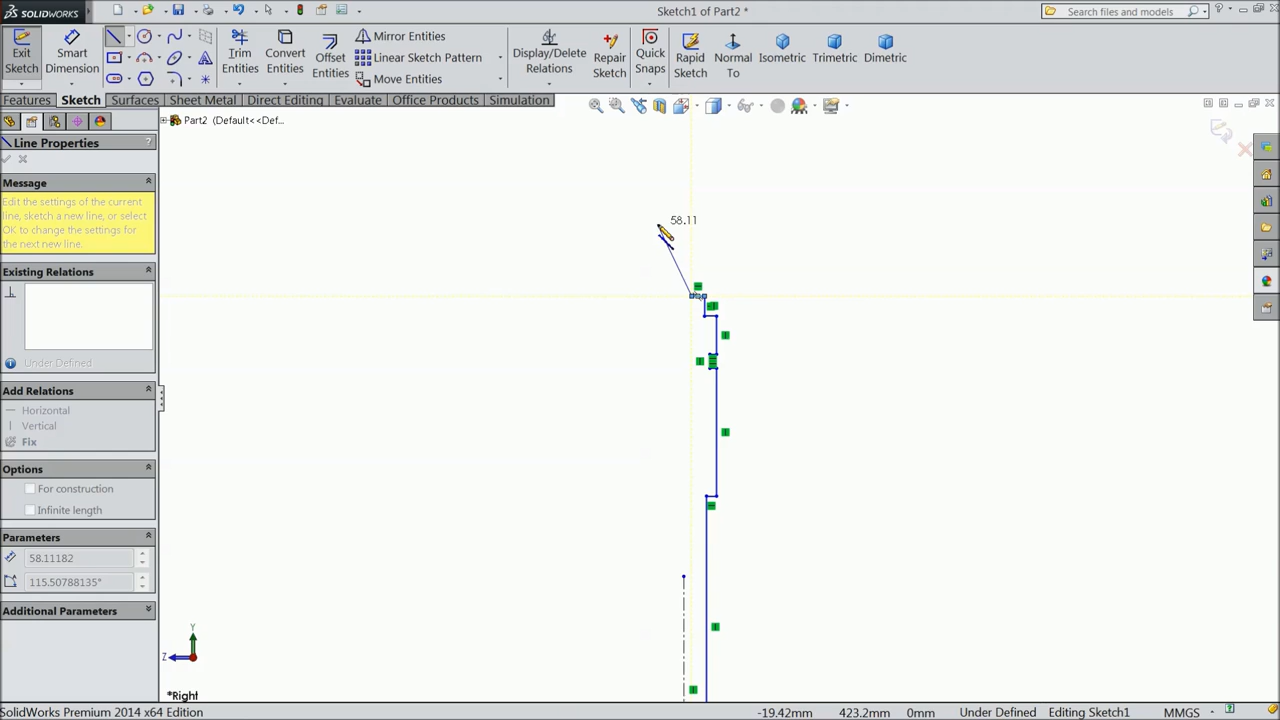 SOLIDWORKS
Sketch1 of Part2 *
Search files and models
Exit Sketch
Smart Dimension
Trim Entities
Convert Entities
Offset Entities
Mirror Entities
Linear Sketch Pattern
Move Entities
Display/Delete Relations
Repair Sketch
Quick Snaps
Rapid Sketch
Normal To
Isometric
Trimetric
Dimetric
Features
Sketch
Surfaces
Sheet Metal
Direct Editing
Evaluate
Office Products
Simulation
Part2 (Default<<Def...
Line Properties
?
Message
Edit the settings of the current
line, sketch a new line, or select
OK to change the settings for
the next new line.
Existing Relations
Under Defined
Add Relations
Horizontal
Vertical
Fix
Options
For construction
Infinite length
Parameters
58.11182
115.50788135°
Additional Parameters
58.11
Y
Z
*Right
SolidWorks Premium 2014 x64 Edition
-19.42mm
423.2mm
0mm
Under Defined
Editing Sketch1
MMGS